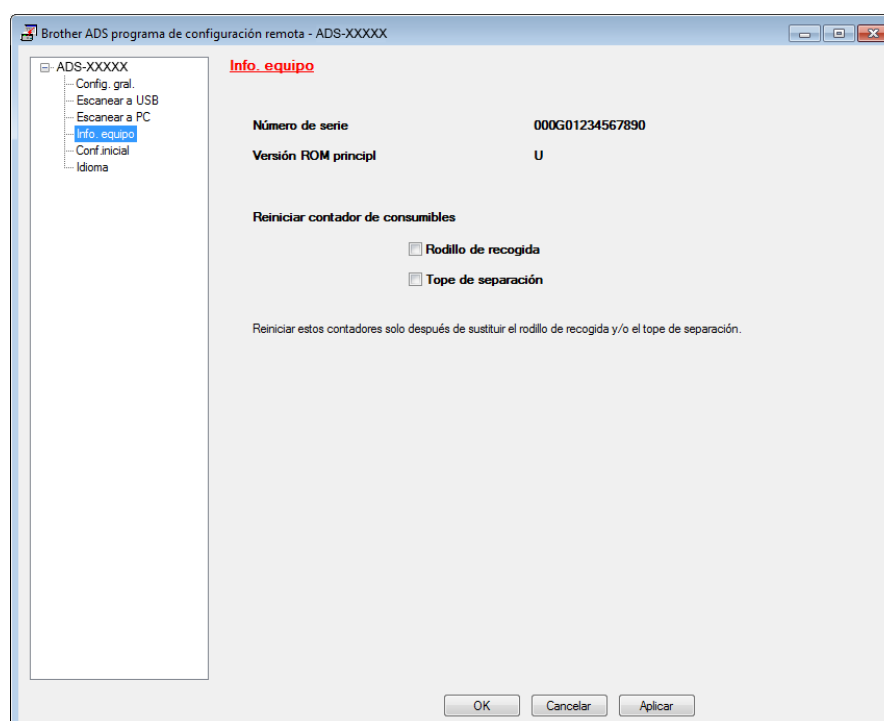 Brother ADS programa de configuración remota - ADS-XXXXX
ADS-XXXXX
Config. gral.
Escanear a USB
Escanear a PC
Info. equipo
Conf.inicial
Idioma
Info. equipo
Número de serie 000G01234567890
Versión ROM principl U
Reiniciar contador de consumibles
Rodillo de recogida
Tope de separación
Reiniciar estos contadores solo después de sustituir el rodillo de recogida y/o el tope de separación.
OK Cancelar Aplicar